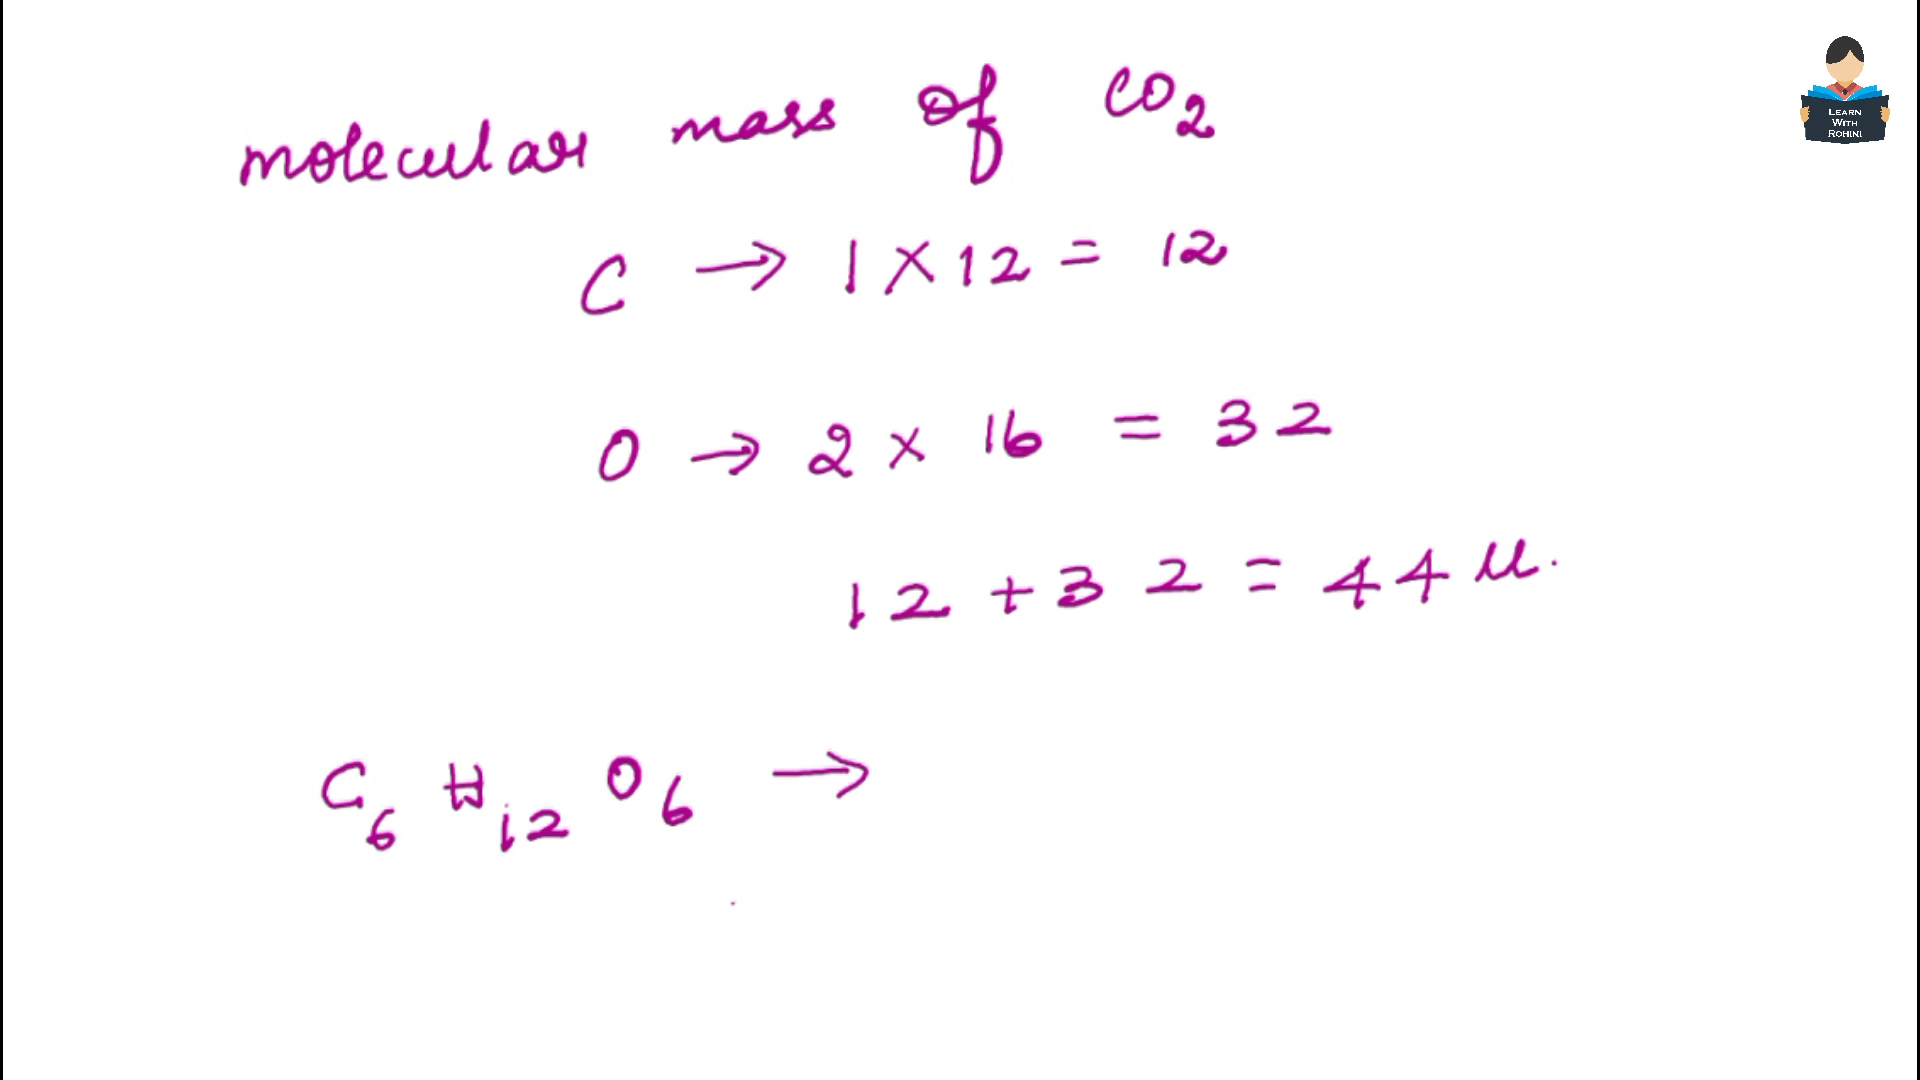 molecular mass of CO₂
LEARN
WITH
ROHINI
C → 1 × 12 = 12
O → 2 × 16 = 32
12 + 32 = 44 u.
C₆ H₁₂ O₆ →